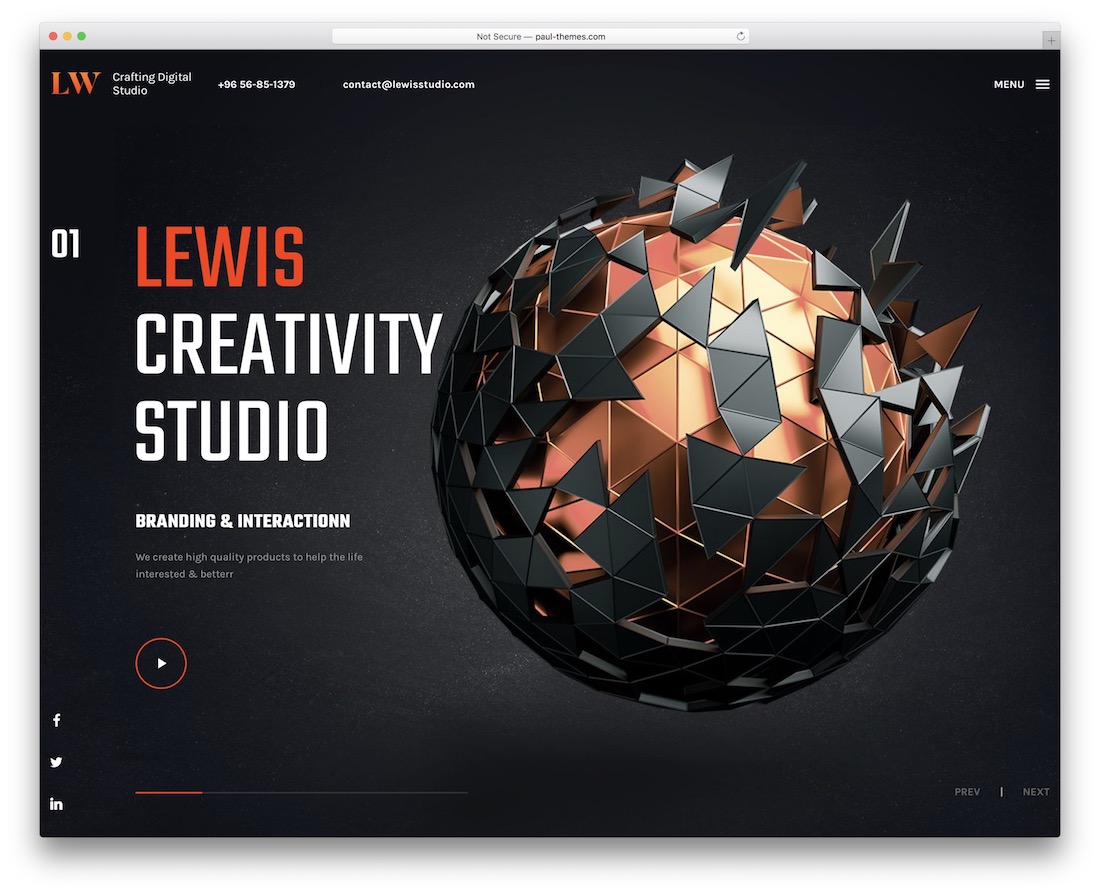 Not Secure — paul-themes.com
LW
Crafting Digital
Studio
+96 56-85-1379
contact@lewisstudio.com
MENU
01
LEWIS
CREATIVITY
STUDIO
BRANDING & INTERACTIONN
We create high quality products to help the life
interested & betterr
PREV | NEXT